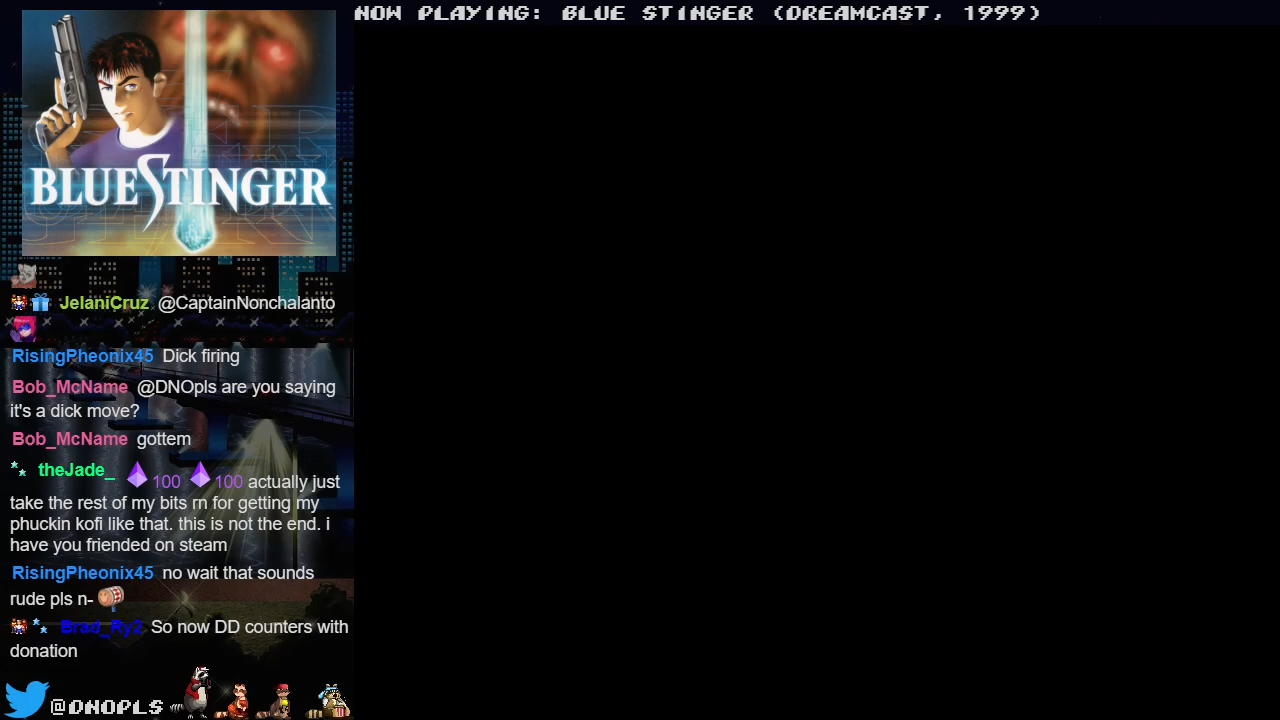 NOW PLAYING: BLUE STINGER (DREAMCAST, 1999)
BLUE STINGER
JelaniCruz @CaptainNonchalanto
RisingPheonix45 Dick firing
Bob_McName @DNOpls are you saying
it's a dick move?
Bob_McName gottem
theJade_ 100 100 actually just
take the rest of my bits rn for getting my
phuckin kofi like that. this is not the end. i
have you friended on steam
RisingPheonix45 no wait that sounds
rude pls n-
Brad_Ry2 So now DD counters with
donation
@DNOPLS